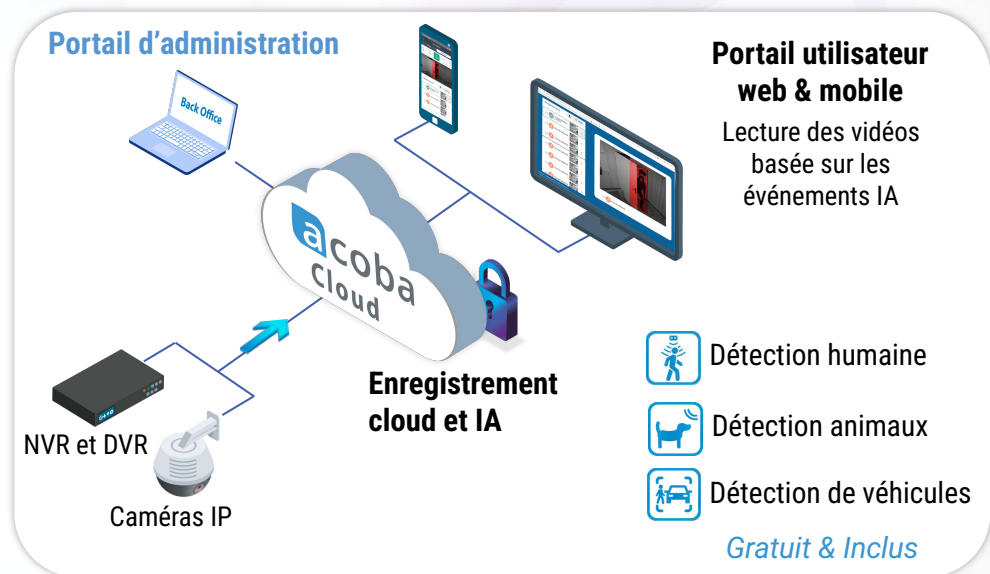 Portail d’administration
Back Office
Portail utilisateur
web & mobile
Lecture des vidéos
basée sur les
événements IA
acoba
Cloud
Enregistrement
cloud et IA
NVR et DVR
Caméras IP
Détection humaine
Détection animaux
Détection de véhicules
Gratuit & Inclus